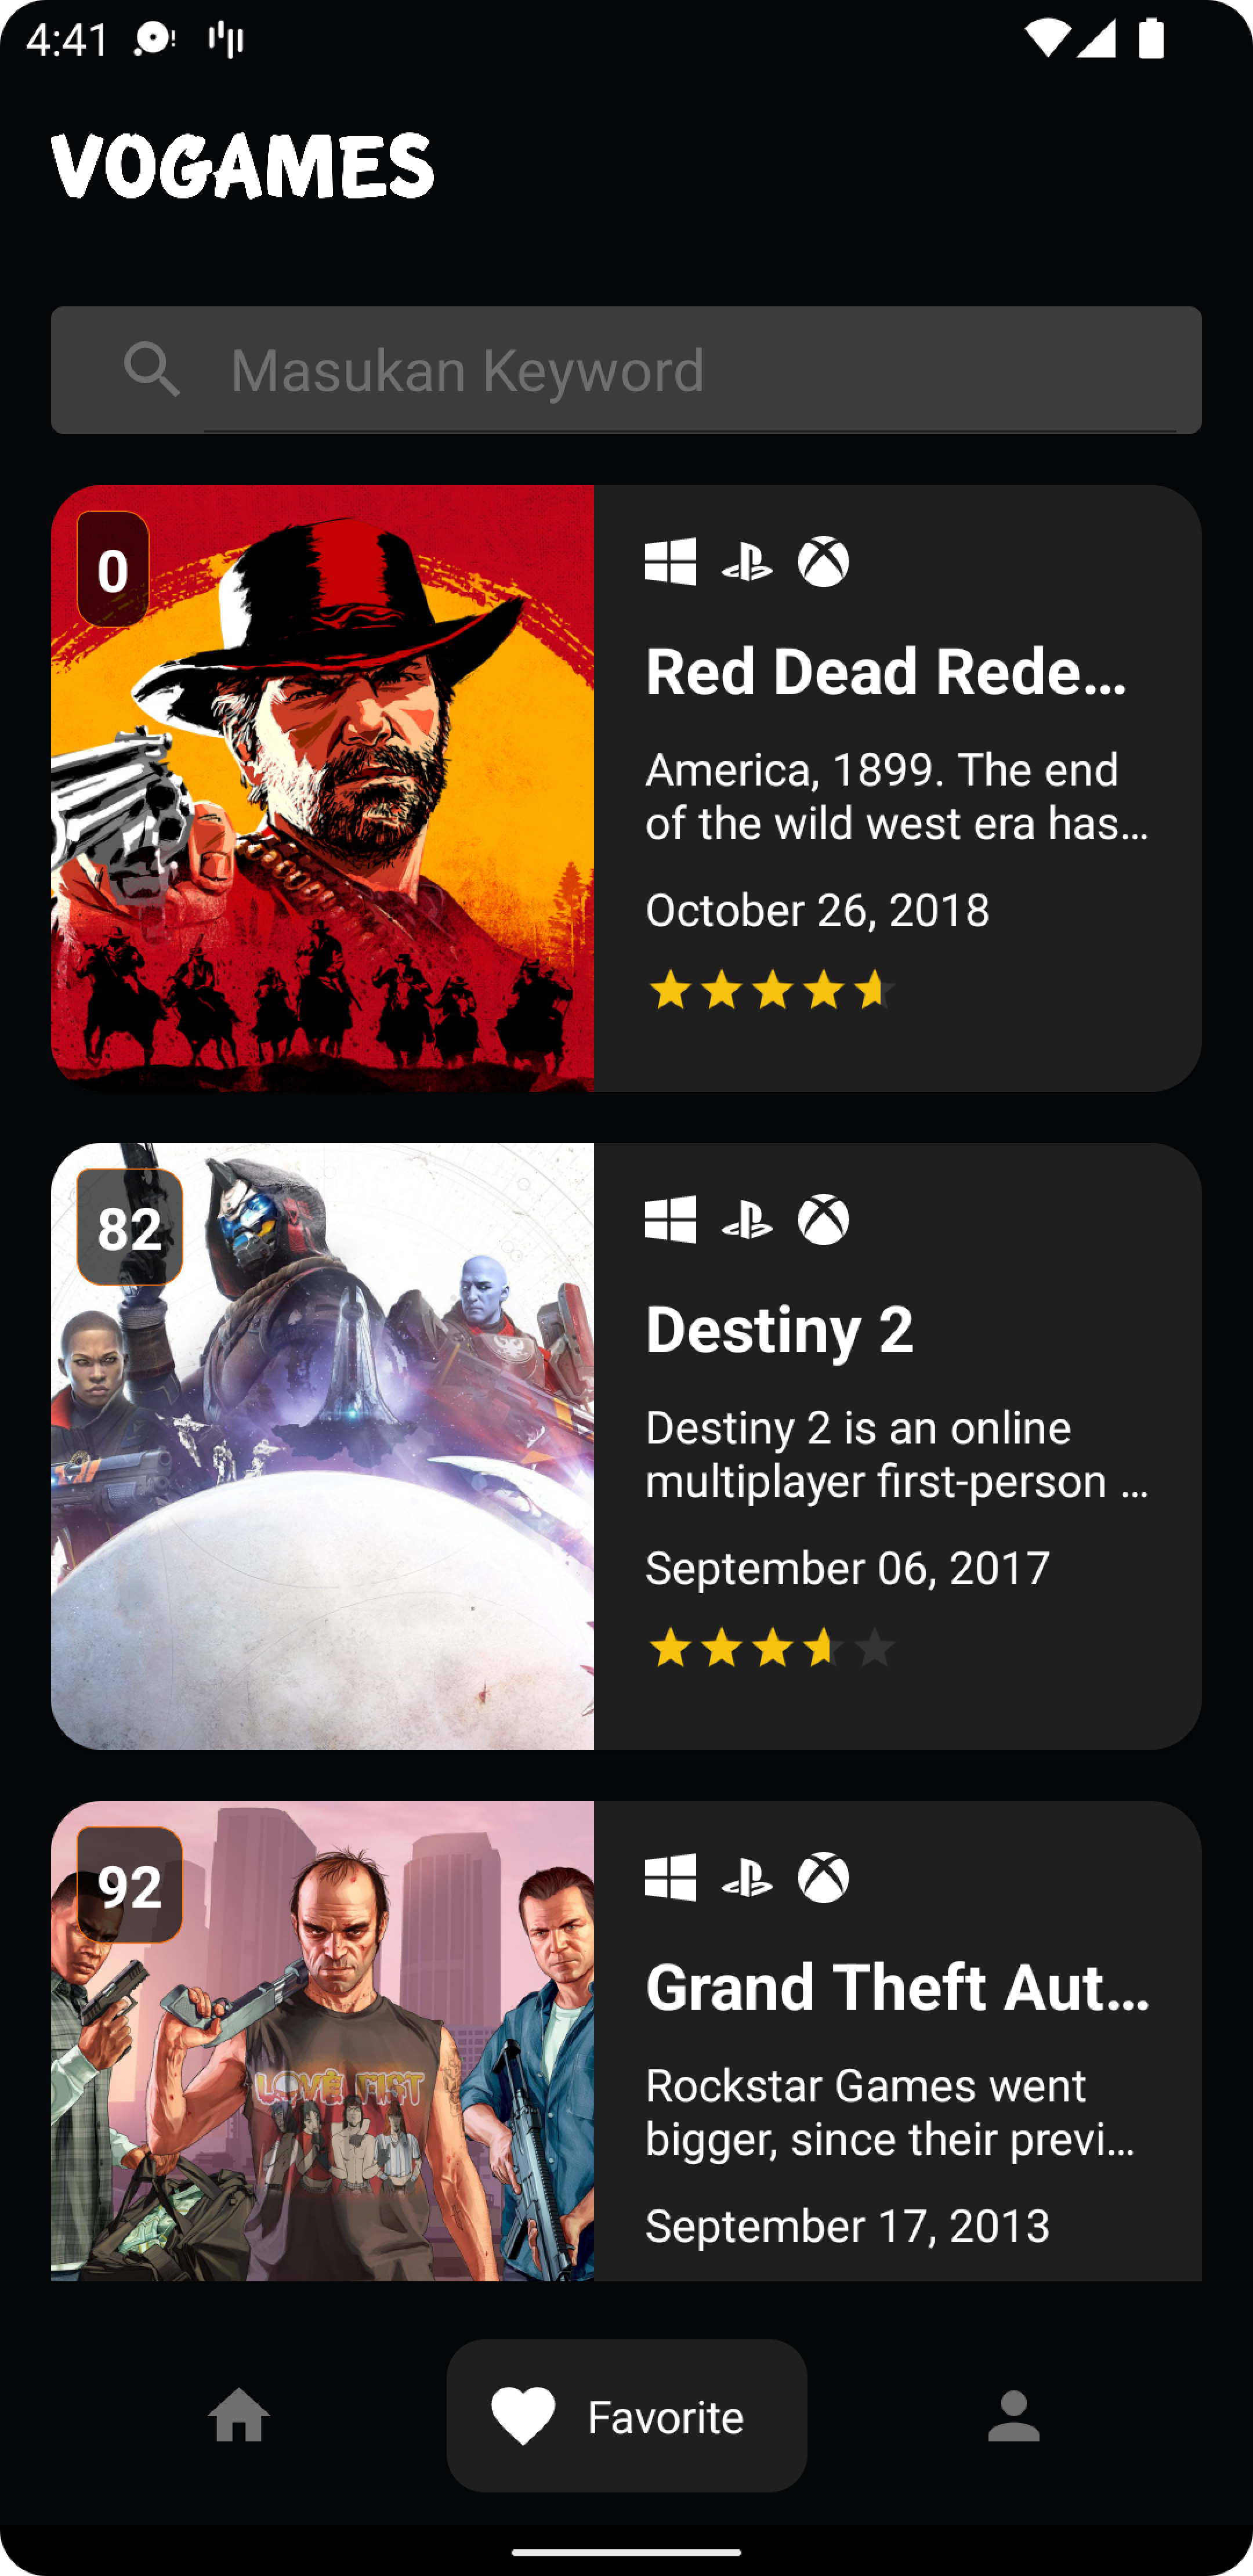 4:41
VOGAMES
Masukan Keyword
0
Red Dead Rede...
America, 1899. The end
of the wild west era has...
October 26, 2018
82
Destiny 2
Destiny 2 is an online
multiplayer first-person ...
September 06, 2017
92
LOVE FIST
Grand Theft Aut...
Rockstar Games went
bigger, since their previ...
September 17, 2013
Favorite